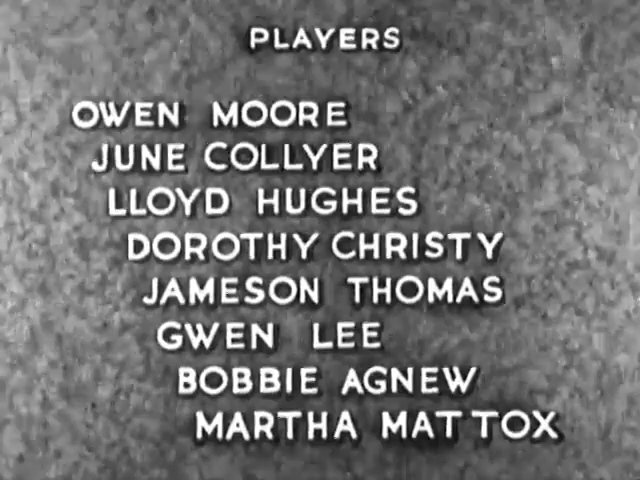 PLAYERS
OWEN MOORE
JUNE COLLYER
LLOYD HUGHES
DOROTHY CHRISTY
JAMESON THOMAS
GWEN LEE
BOBBIE AGNEW
MARTHA MATTOX